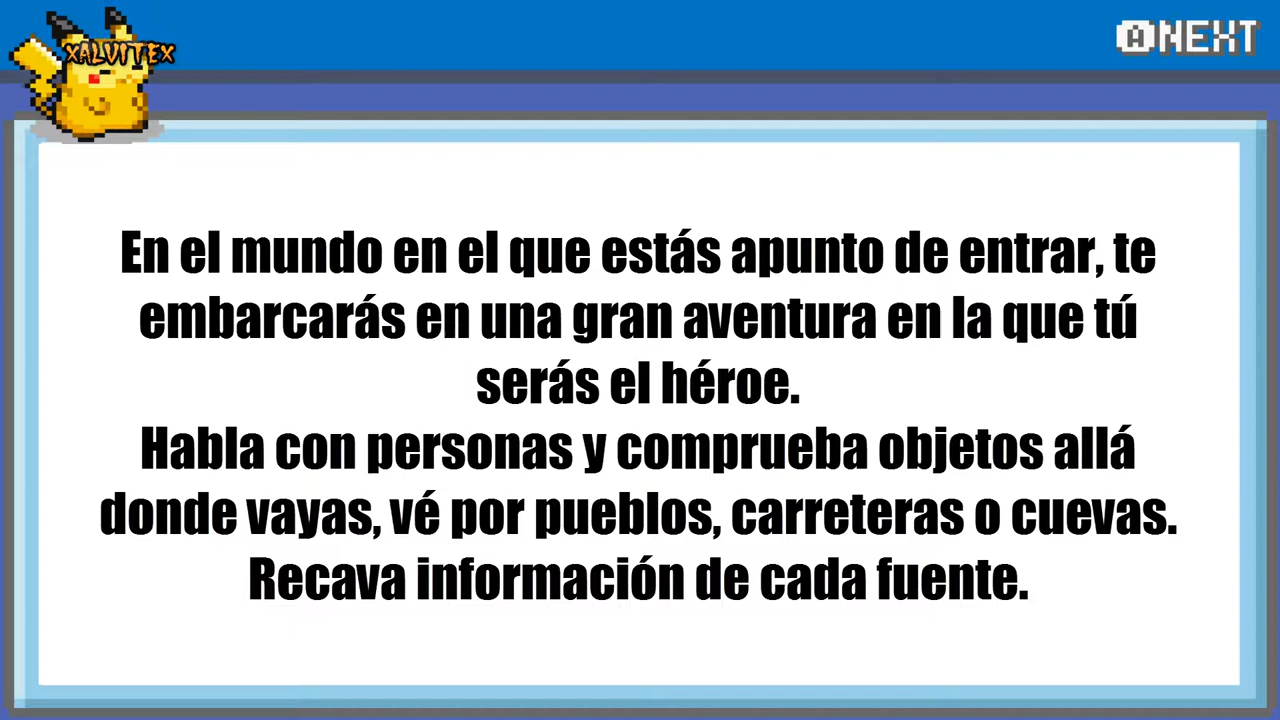 XALVITEX
Ⓐ NEXT
En el mundo en el que estás apunto de entrar, te
embarcarás en una gran aventura en la que tú
serás el héroe.
Habla con personas y comprueba objetos allá
donde vayas, vé por pueblos, carreteras o cuevas.
Recava información de cada fuente.